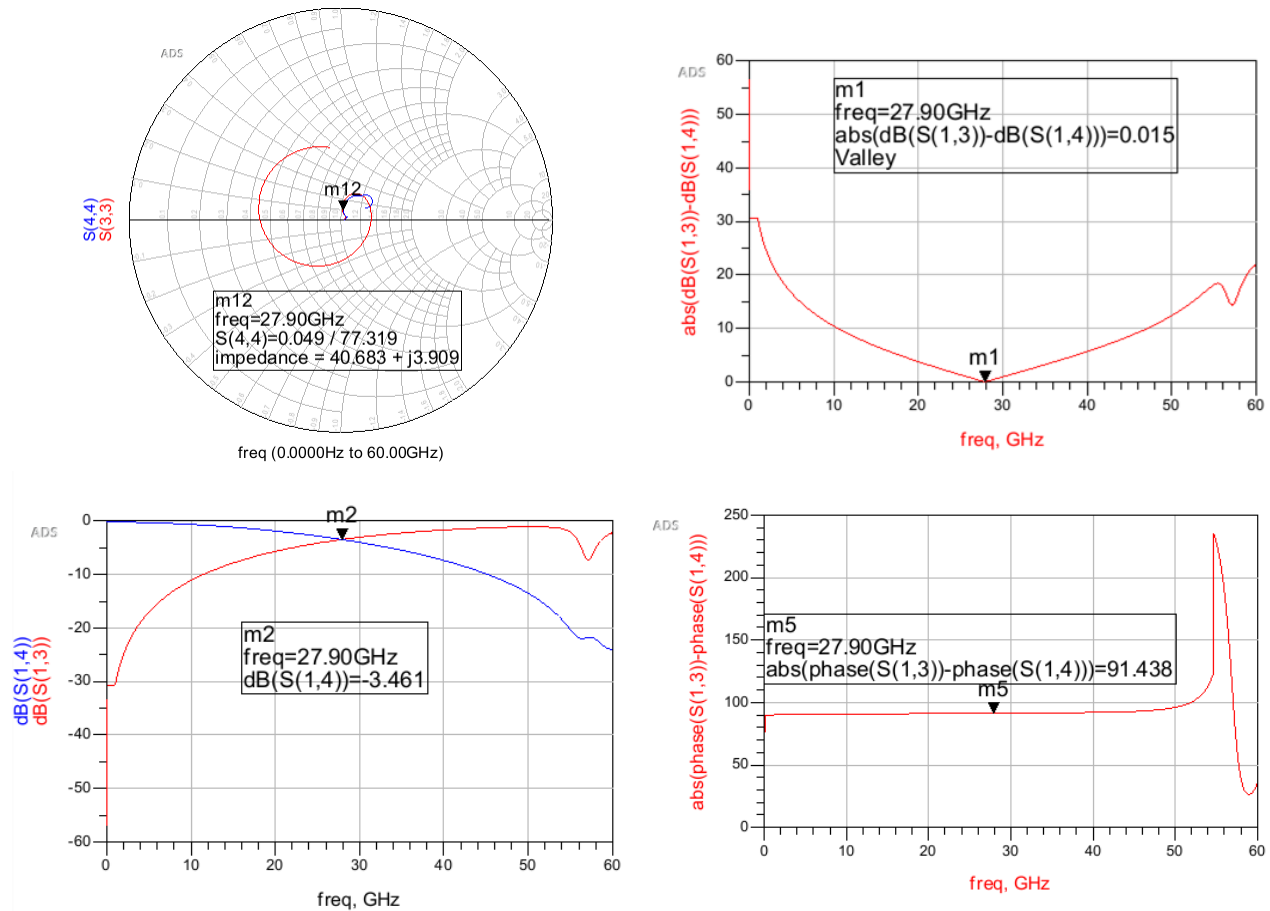 ADS
S(4,4)
S(3,3)
m12
m12
freq=27.90GHz
S(4,4)=0.049 / 77.319
impedance = 40.683 + j3.909
freq (0.0000Hz to 60.00GHz)
ADS
abs(dB(S(1,3))-dB(S(1,4)))
60
50
40
30
20
10
0
m1
freq=27.90GHz
abs(dB(S(1,3))-dB(S(1,4)))=0.015
Valley
m1
0 10 20 30 40 50 60
freq, GHz
ADS
dB(S(1,4))
dB(S(1,3))
0
-10
-20
-30
-40
-50
-60
m2
m2
freq=27.90GHz
dB(S(1,4))=-3.461
0 10 20 30 40 50 60
freq, GHz
ADS
abs(phase(S(1,3))-phase(S(1,4)))
250
200
150
100
50
0
m5
freq=27.90GHz
abs(phase(S(1,3))-phase(S(1,4)))=91.438
m5
0 10 20 30 40 50 60
freq, GHz